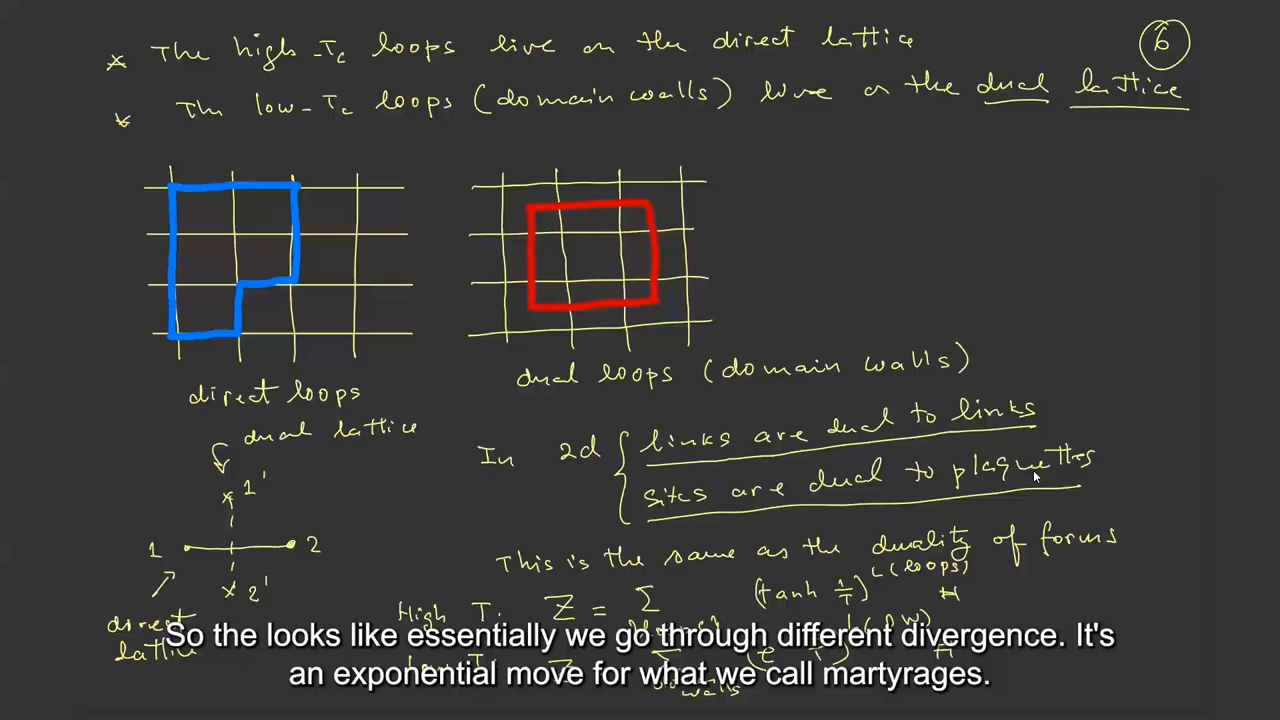 * The high-Tc loops live on the direct lattice
6
* The low-Tc loops (domain walls) live on the dual lattice
direct loops
dual loops (domain walls)
dual lattice
In 2d { links are dual to links
sites are dual to plaquettes
1'
1 2
2'
direct lattice
This is the same as the duality of forms
High T: Z = Σ (tanh 1/T)^L(loops)
Z
walls
So the looks like essentially we go through different divergence. It's
an exponential move for what we call martyrages.